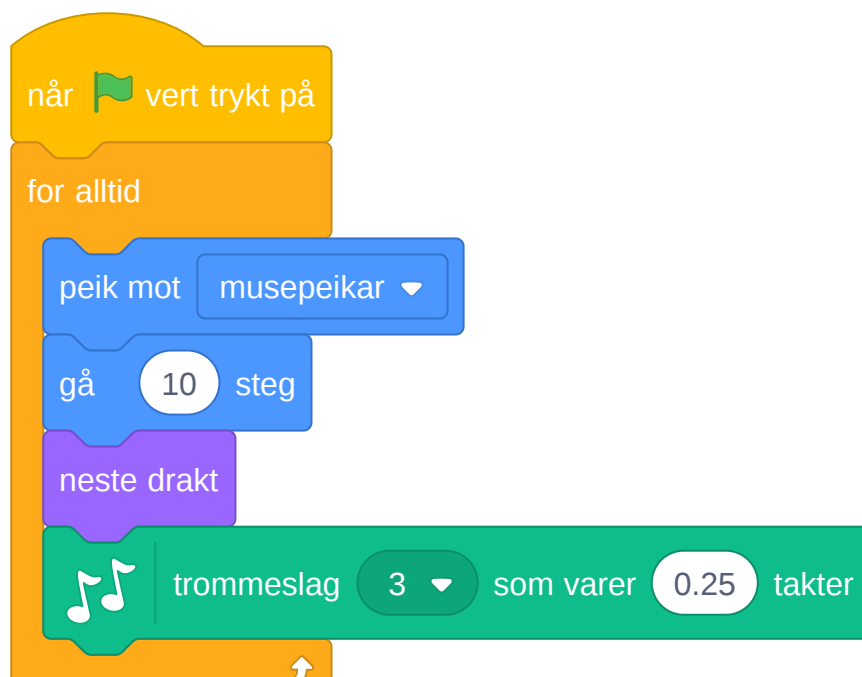 når vert trykt på
for alltid
peik mot musepeikar
gå 10 steg
neste drakt
trommeslag 3 som varer 0.25 takter